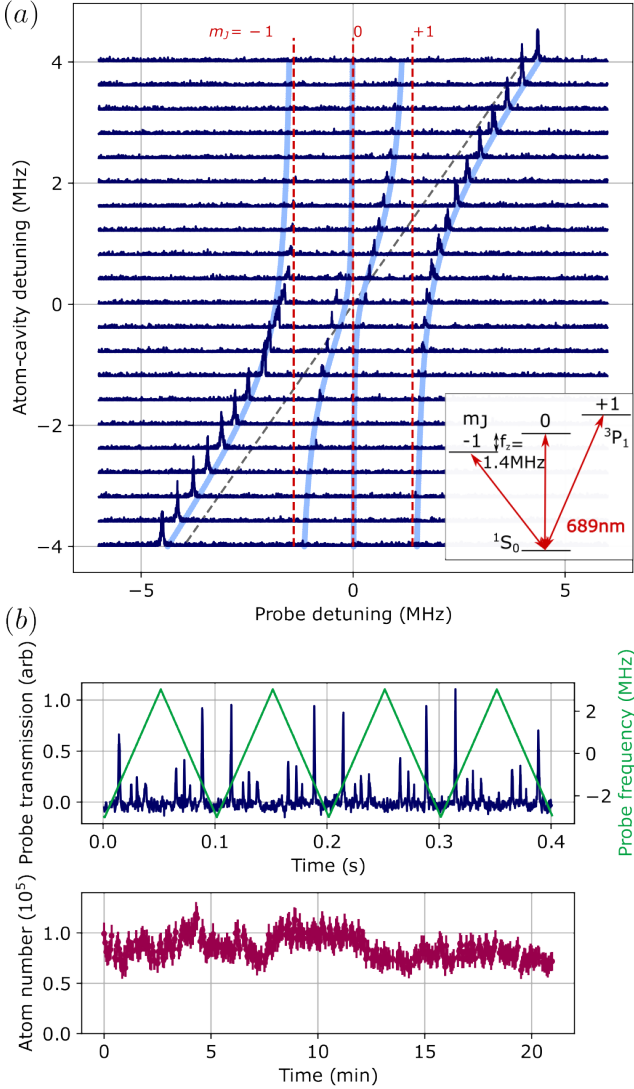 (a)
m_J = − 1
0
+1
4
2
0
−2
−4
Atom-cavity detuning (MHz)
mJ
-1
f_z=
1.4MHz
0
+1
³P₁
¹S₀
689nm
−5
0
5
Probe detuning (MHz)
(b)
Probe transmission (arb)
1.0
0.5
0.0
Probe frequency (MHz)
2
0
−2
0.0
0.1
0.2
0.3
0.4
Time (s)
Atom number (10⁵)
1.0
0.5
0.0
0
5
10
15
20
Time (min)